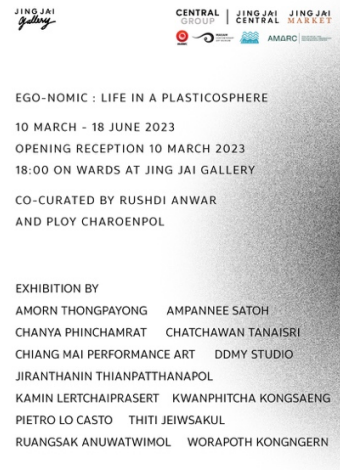 JING JAI
gallery
CENTRAL GROUP
JINGJAI CENTRAL
JING JAI MARKET
AMARC
EGO-NOMIC : LIFE IN A PLASTICOSPHERE
10 MARCH - 18 JUNE 2023
OPENING RECEPTION 10 MARCH 2023
18:00 ON WARDS AT JING JAI GALLERY
CO-CURATED BY RUSHDI ANWAR
AND PLOY CHAROENPOL
EXHIBITION BY
AMORN THONGPAYONG AMPANNEE SATOH
CHANYA PHINCHAMRAT CHATCHAWAN TANAISRI
CHIANG MAI PERFORMANCE ART DDMY STUDIO
JIRANTHANIN THIANPATTHANAPOL
KAMIN LERTCHAIPRASERT KWANPHITCHA KONGSAENG
PIETRO LO CASTO THITI JEIWSAKUL
RUANGSAK ANUWATWIMOL WORAPOTH KONGNGERN